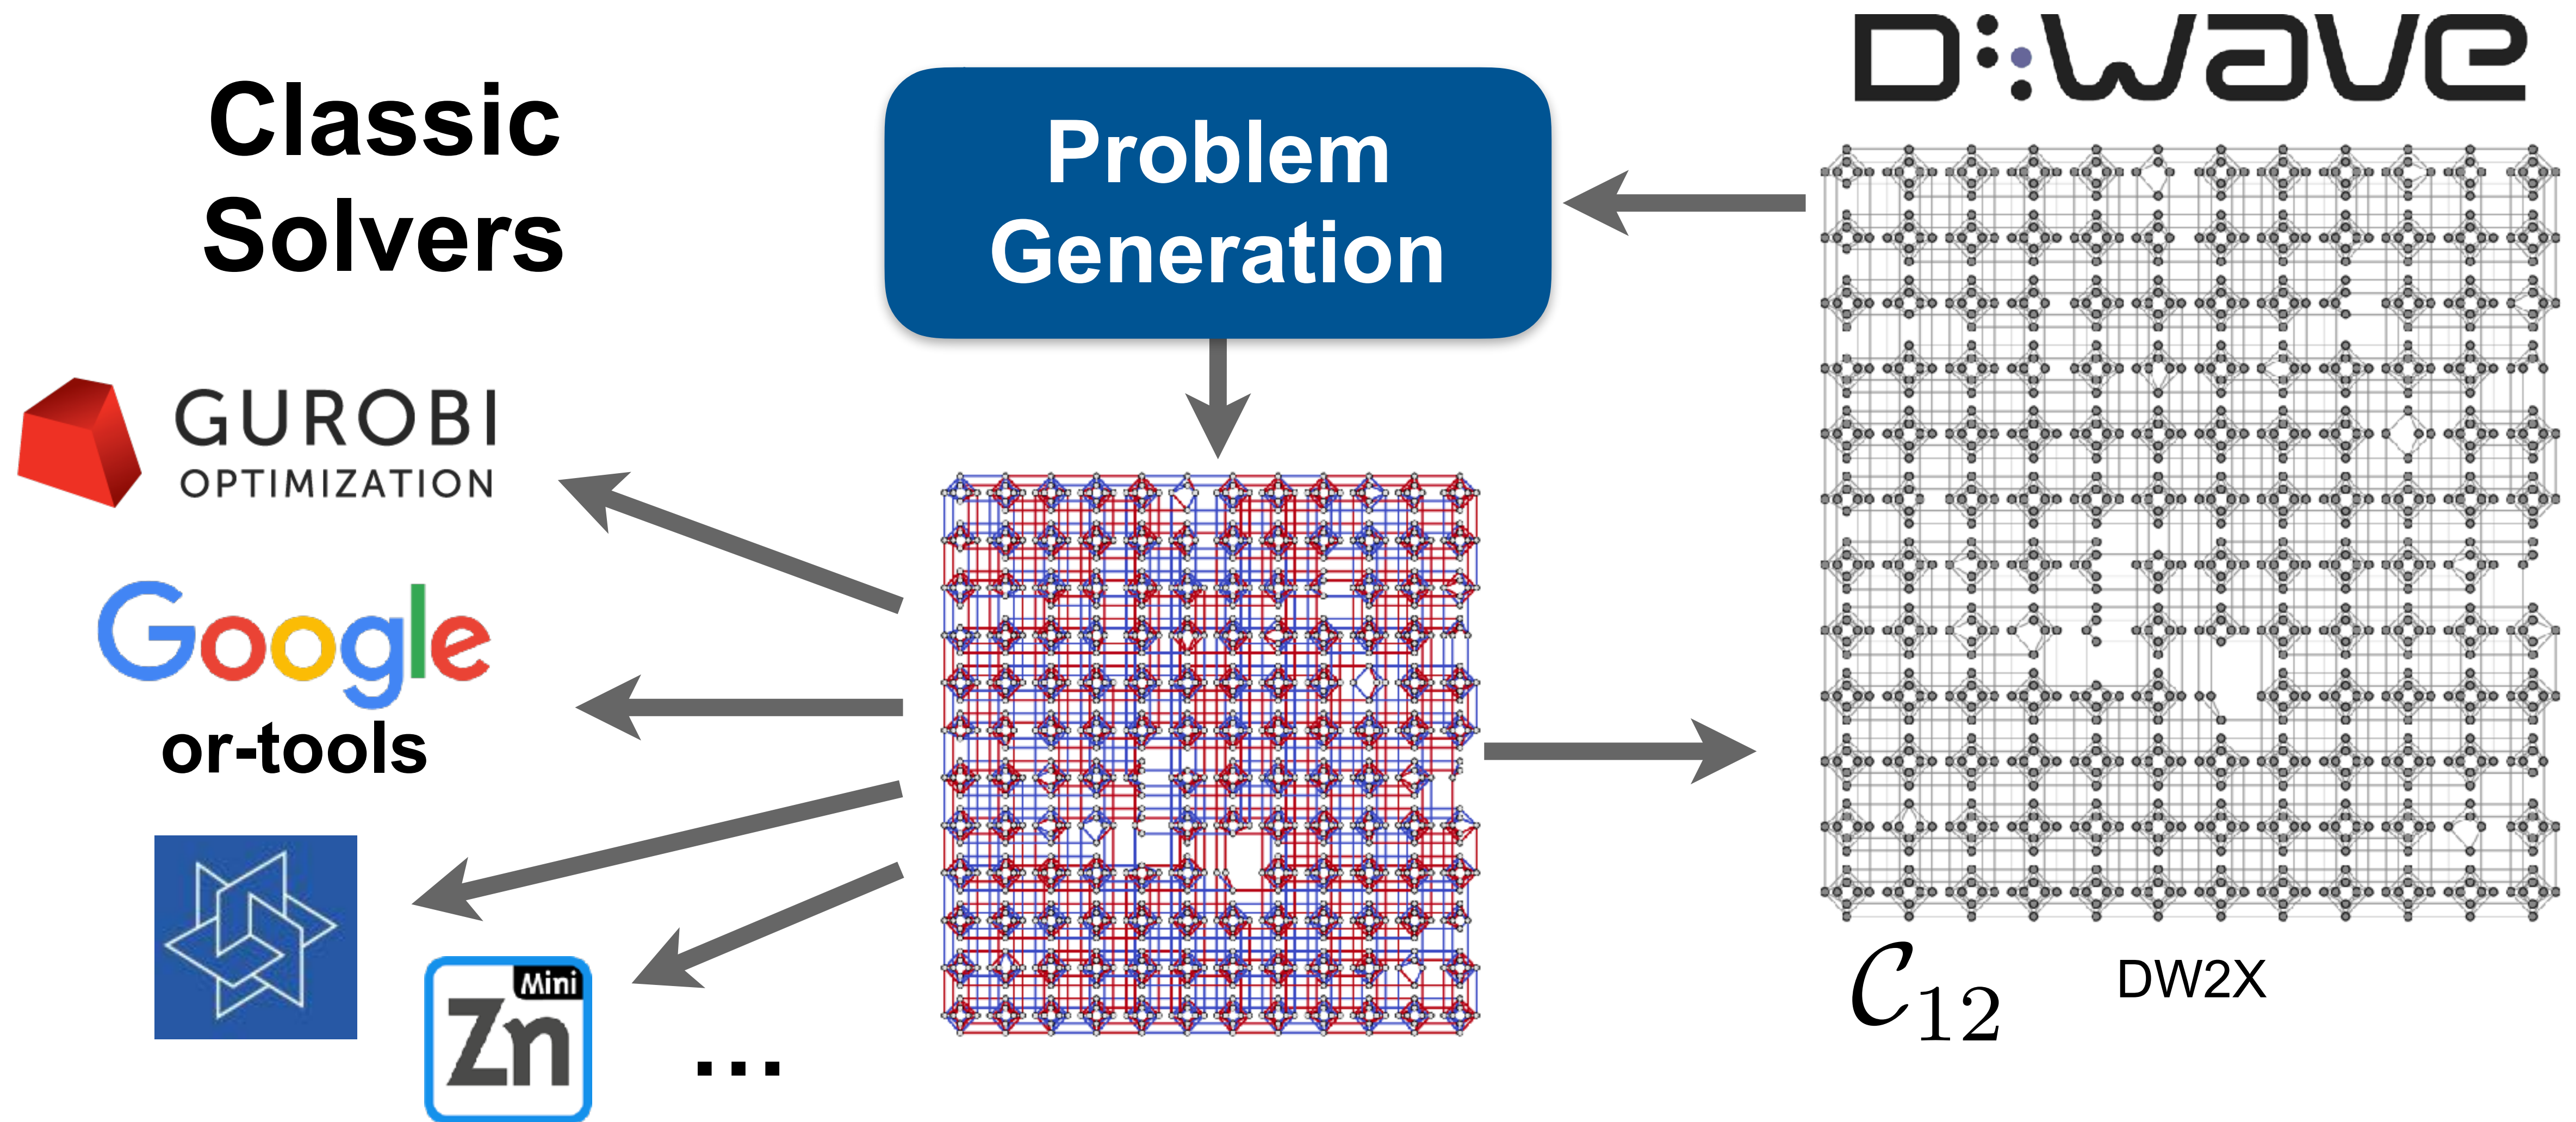 Classic
Solvers
GUROBI
OPTIMIZATION
Google
or-tools
Mini
Zn
...
Problem
Generation
D:Wave
C12
DW2X